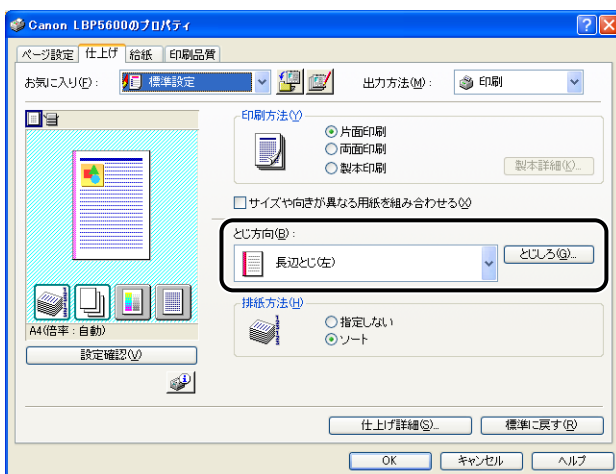 Canon LBP5600のプロパティ
ページ設定 仕上げ 給紙 印刷品質
お気に入り(F): 標準設定 出力方法(M): 印刷
印刷方法(Y)
片面印刷
両面印刷
製本印刷 製本詳細(K)...
サイズや向きが異なる用紙を組み合わせる(X)
とじ方向(B):
長辺とじ(左) とじしろ(G)...
A4(倍率:自動)
設定確認(V)
排紙方法(H)
指定しない
ソート
仕上げ詳細(S)... 標準に戻す(R)
OK キャンセル ヘルプ